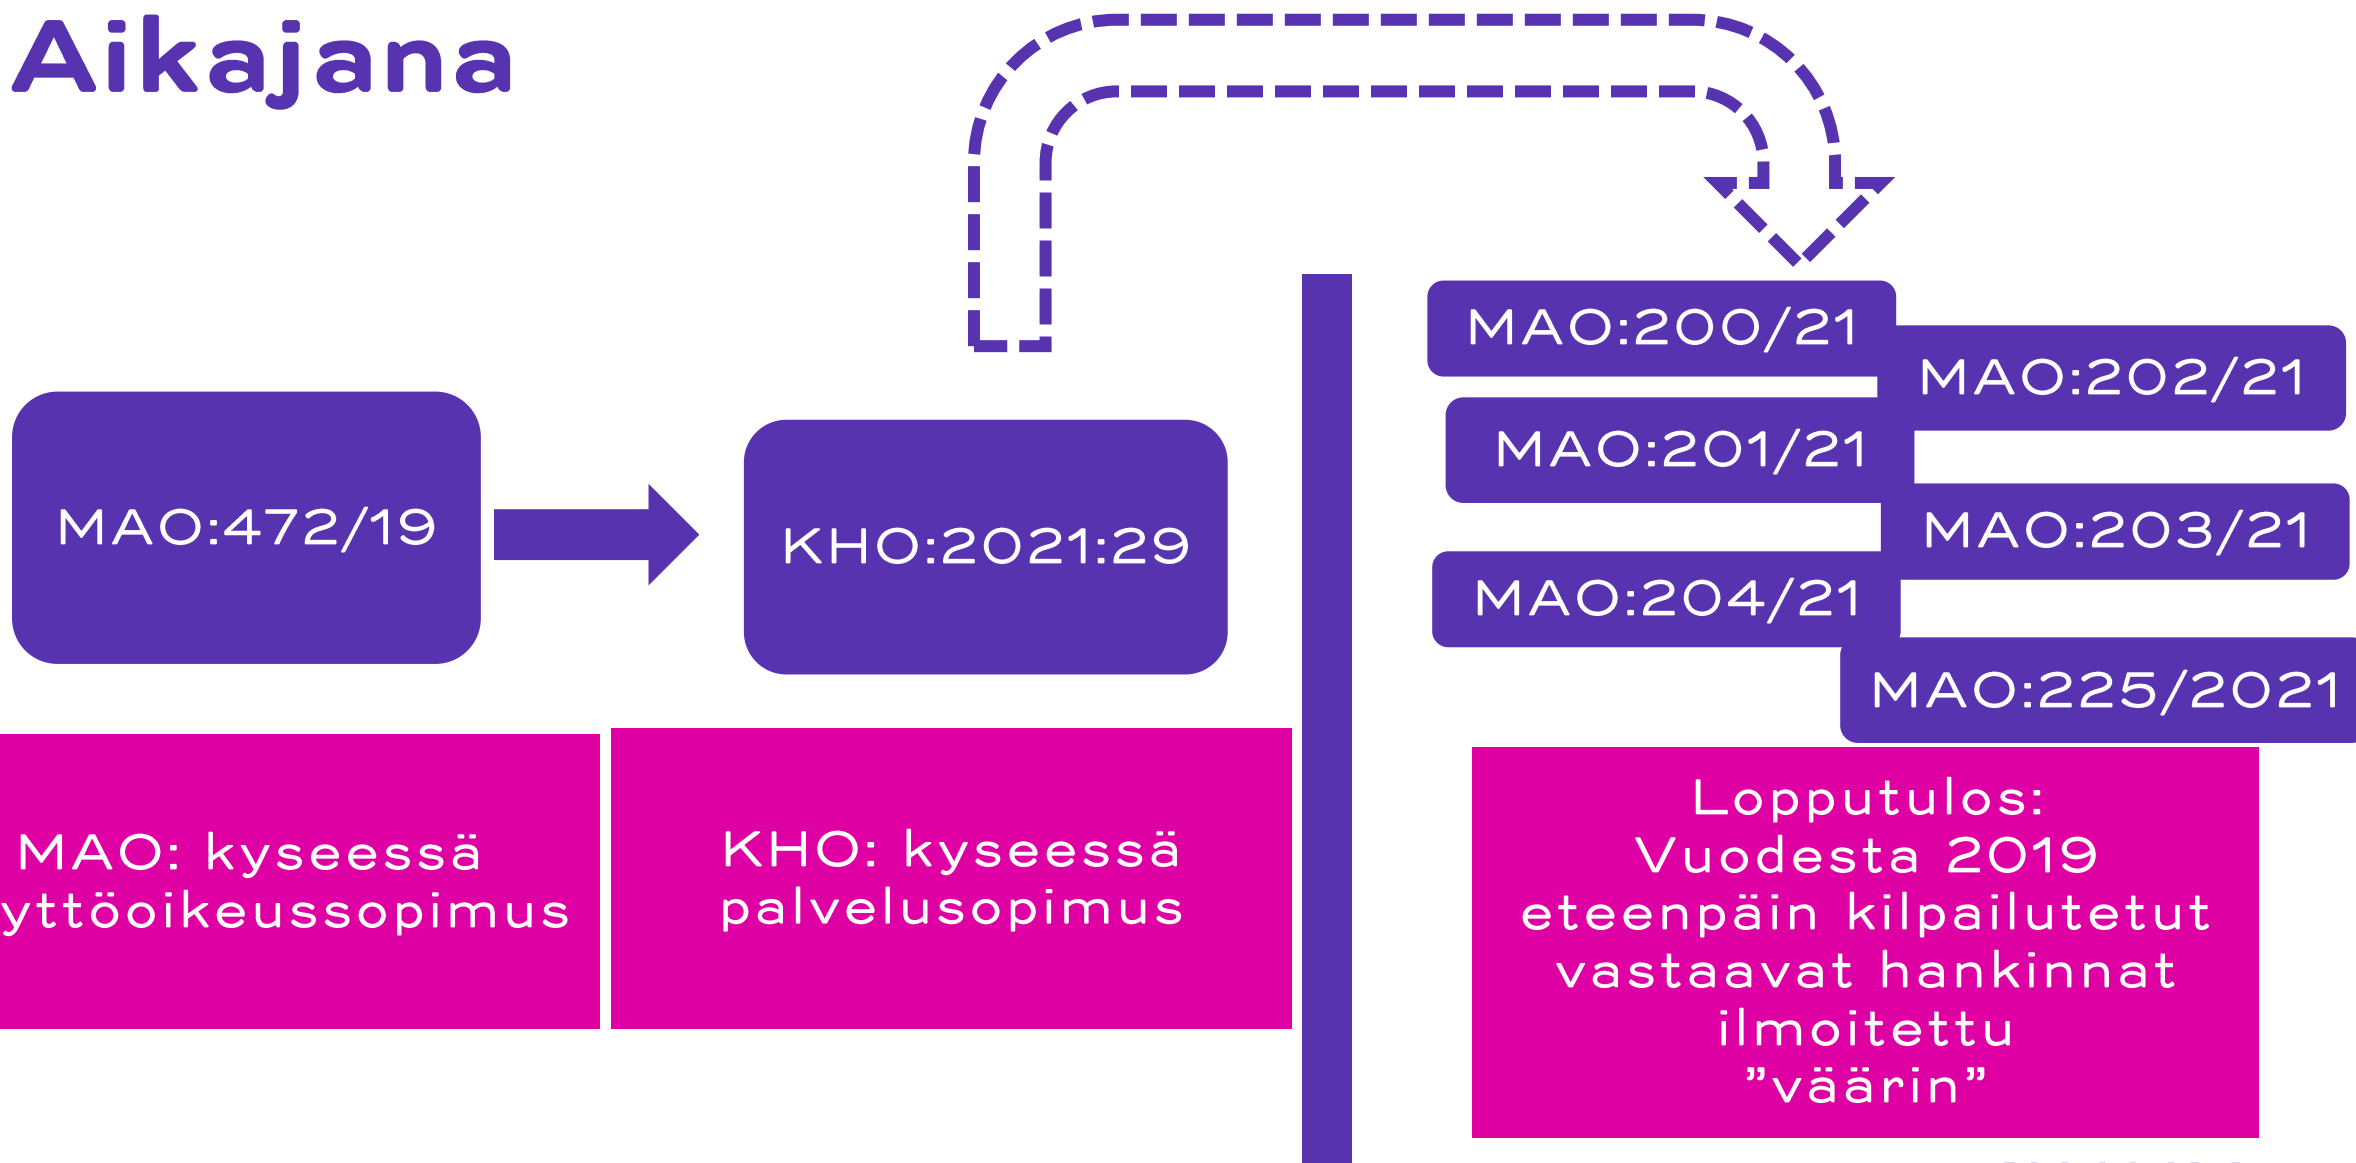 Aikajana
MAO:472/19
KHO:2021:29
MAO:200/21
MAO:202/21
MAO:201/21
MAO:203/21
MAO:204/21
MAO:225/2021
MAO: kyseessä
yttöoikeussopimus
KHO: kyseessä
palvelusopimus
Lopputulos:
Vuodesta 2019
eteenpäin kilpailutetut
vastaavat hankinnat
ilmoitettu
”väärin”